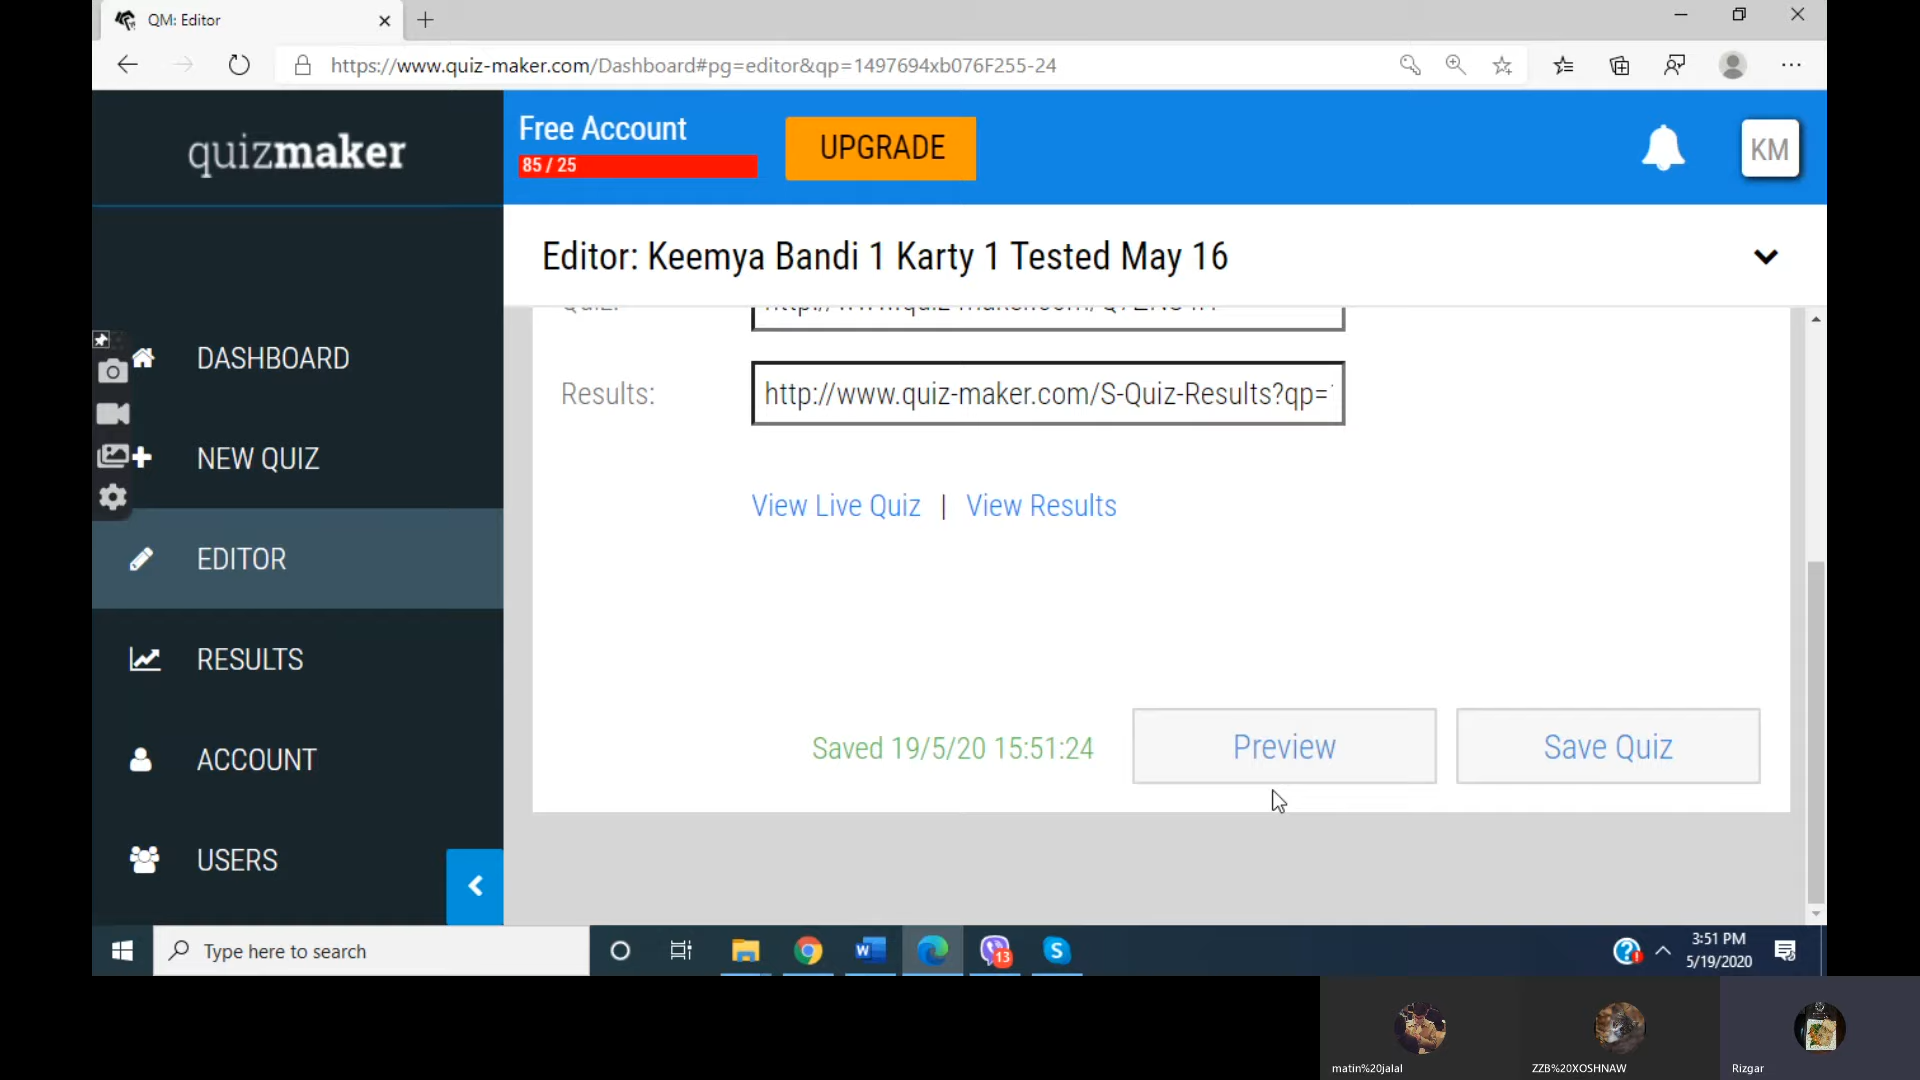 QM: Editor
https://www.quiz-maker.com/Dashboard#pg=editor&qp=1497694xb076F255-24
quizmaker
Free Account
85 / 25
UPGRADE
KM
Editor: Keemya Bandi 1 Karty 1 Tested May 16
DASHBOARD
NEW QUIZ
EDITOR
RESULTS
ACCOUNT
USERS
Results:
http://www.quiz-maker.com/S-Quiz-Results?qp=
View Live Quiz | View Results
Saved 19/5/20 15:51:24
Preview
Save Quiz
Type here to search
13
3:51 PM
5/19/2020
matin%20jalal
ZZB%20XOSHNAW
Rizgar